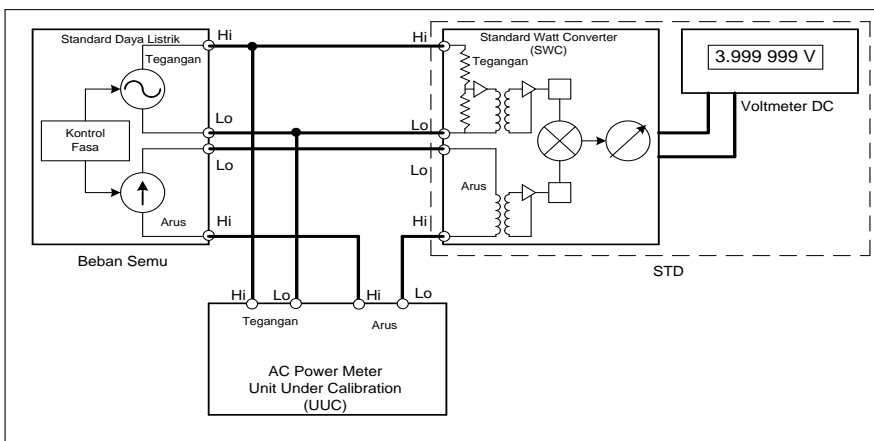 Standard Daya Listrik
Tegangan
Kontrol
Fasa
Arus
Hi
Lo
Lo
Hi
Beban Semu
Hi
Lo
Lo
Hi
Standard Watt Converter
(SWC)
Tegangan
Arus
3.999 999 V
Voltmeter DC
STD
Hi
Lo
Hi
Lo
Tegangan
Arus
AC Power Meter
Unit Under Calibration
(UUC)